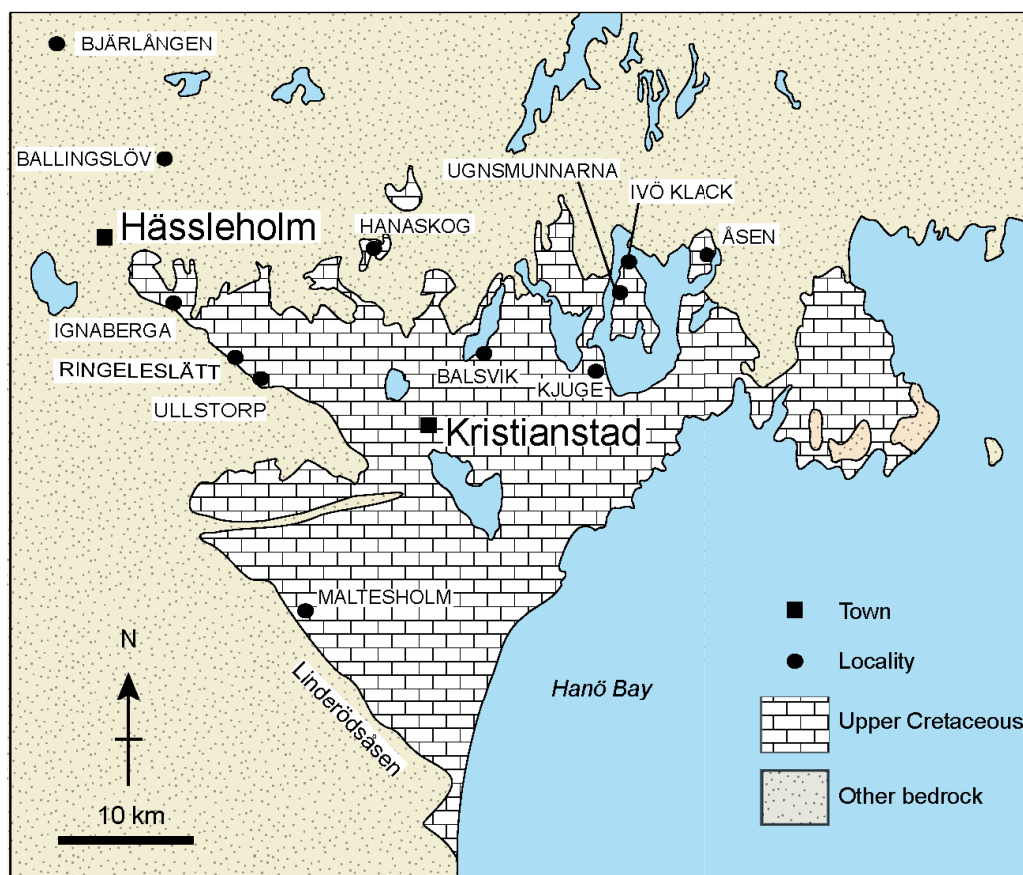 BJÄRLÅNGEN
BALLINGSLÖV
UGNSMUNNARNA
IVÖ KLACK
Hässleholm
HANASKOG
ÅSEN
IGNABERGA
RINGELESLÄTT
BALSVIK
KJUGE
ULLSTORP
Kristianstad
MALTESHOLM
Town
N
Locality
Linderödsåsen
Hanö Bay
Upper Cretaceous
Other bedrock
10 km